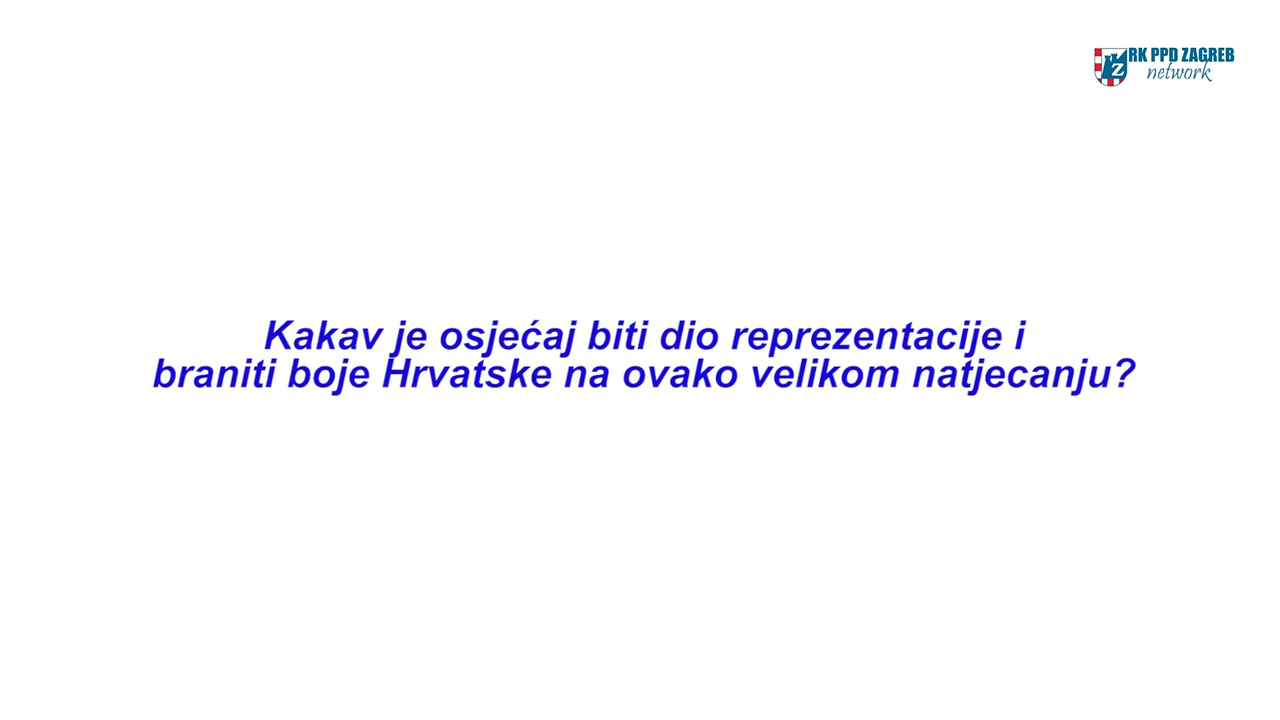 RK PPD ZAGREB
network
Kakav je osjećaj biti dio reprezentacije i
braniti boje Hrvatske na ovako velikom natjecanju?